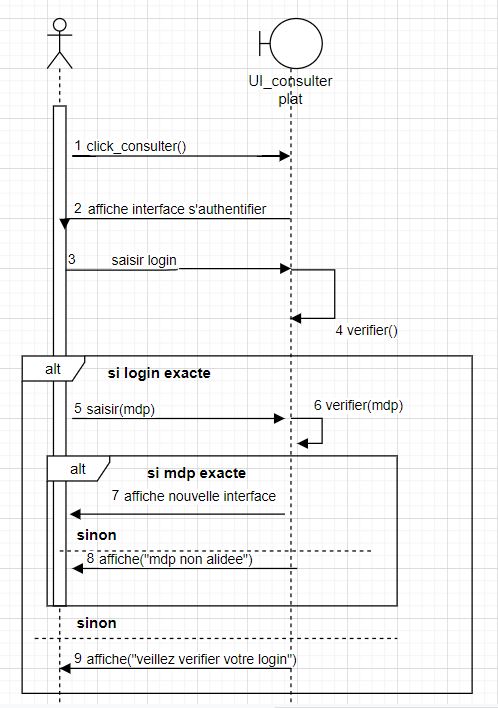 UI_consulter
plat
1 click_consulter()
2 affiche interface s'authentifier
3 saisir login
4 verifier()
alt
si login exacte
5 saisir(mdp)
6 verifier(mdp)
alt
si mdp exacte
7 affiche nouvelle interface
sinon
8 affiche("mdp non alidee")
sinon
9 affiche("veillez verifier votre login")